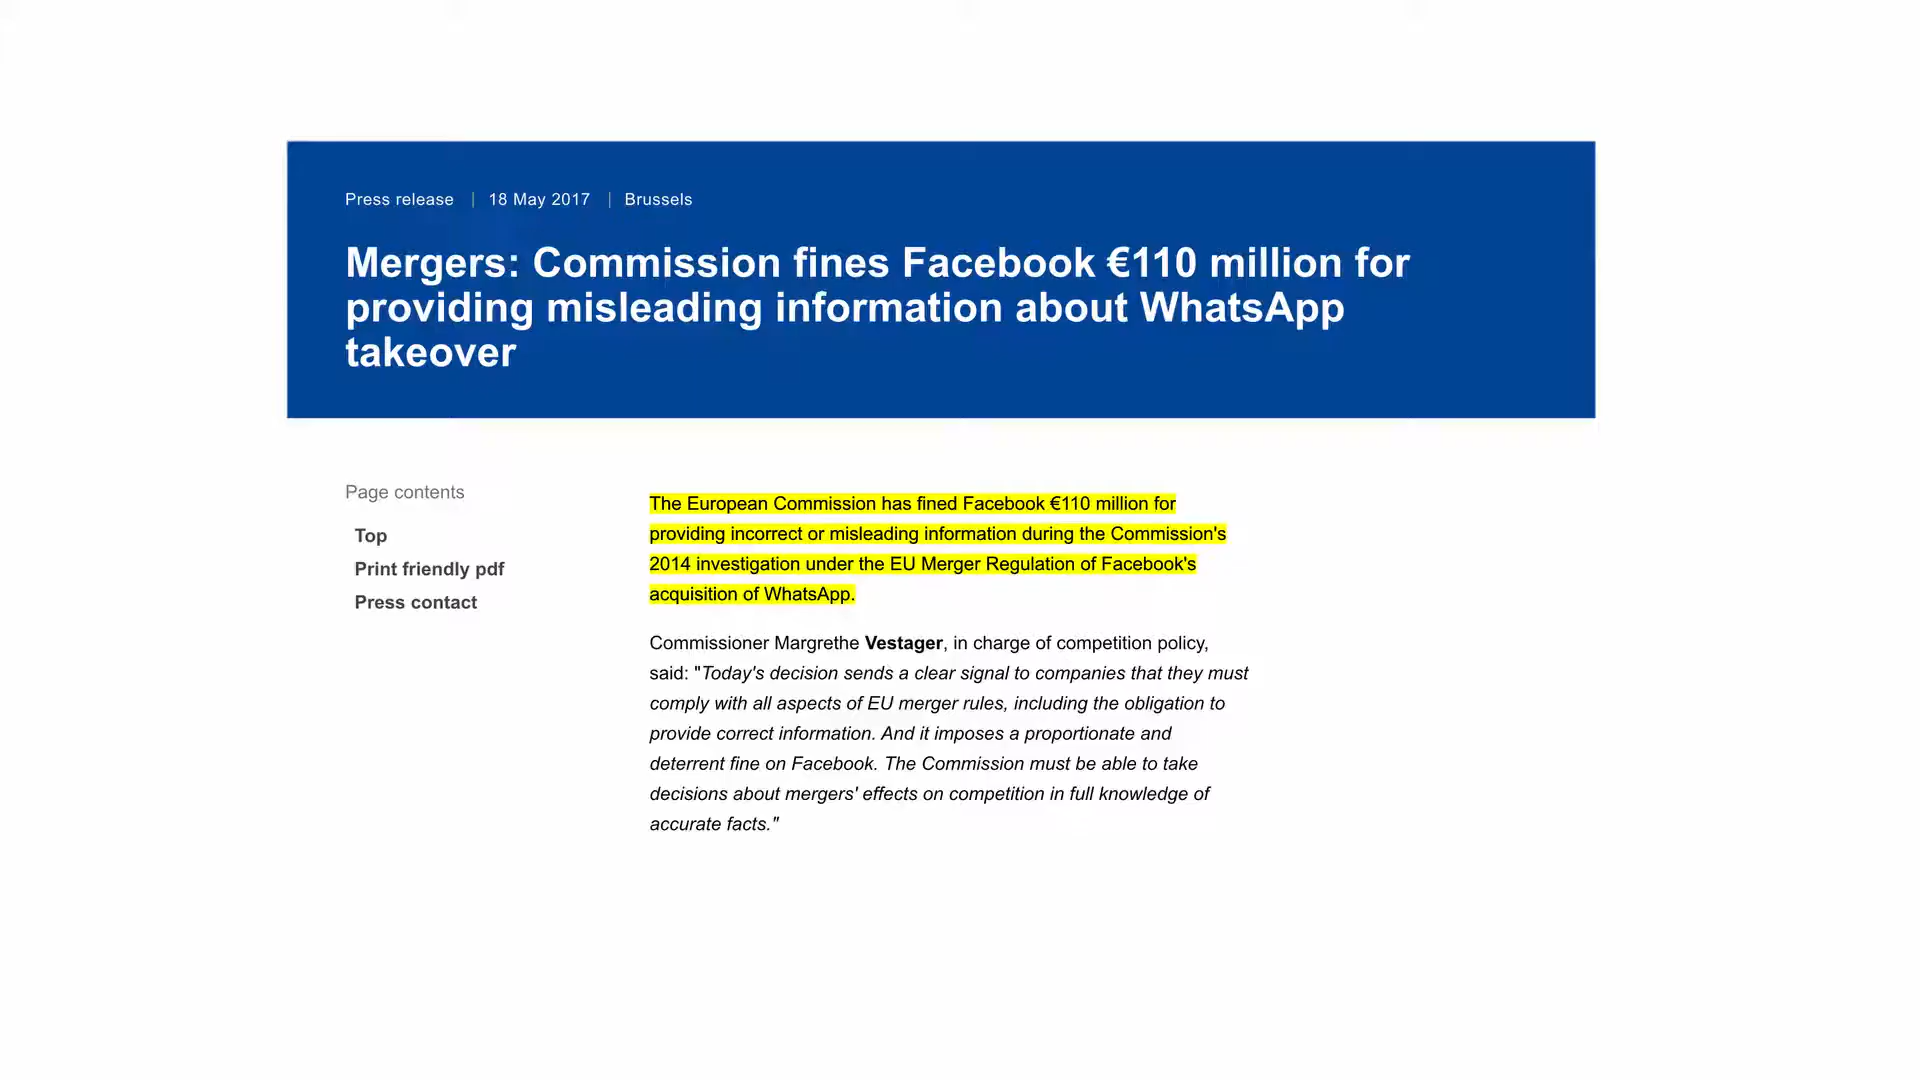 Press release | 18 May 2017 | Brussels
Mergers: Commission fines Facebook €110 million for
providing misleading information about WhatsApp
takeover
Page contents
Top
Print friendly pdf
Press contact
The European Commission has fined Facebook €110 million for
providing incorrect or misleading information during the Commission's
2014 investigation under the EU Merger Regulation of Facebook's
acquisition of WhatsApp.
Commissioner Margrethe Vestager, in charge of competition policy,
said: "Today's decision sends a clear signal to companies that they must
comply with all aspects of EU merger rules, including the obligation to
provide correct information. And it imposes a proportionate and
deterrent fine on Facebook. The Commission must be able to take
decisions about mergers' effects on competition in full knowledge of
accurate facts."